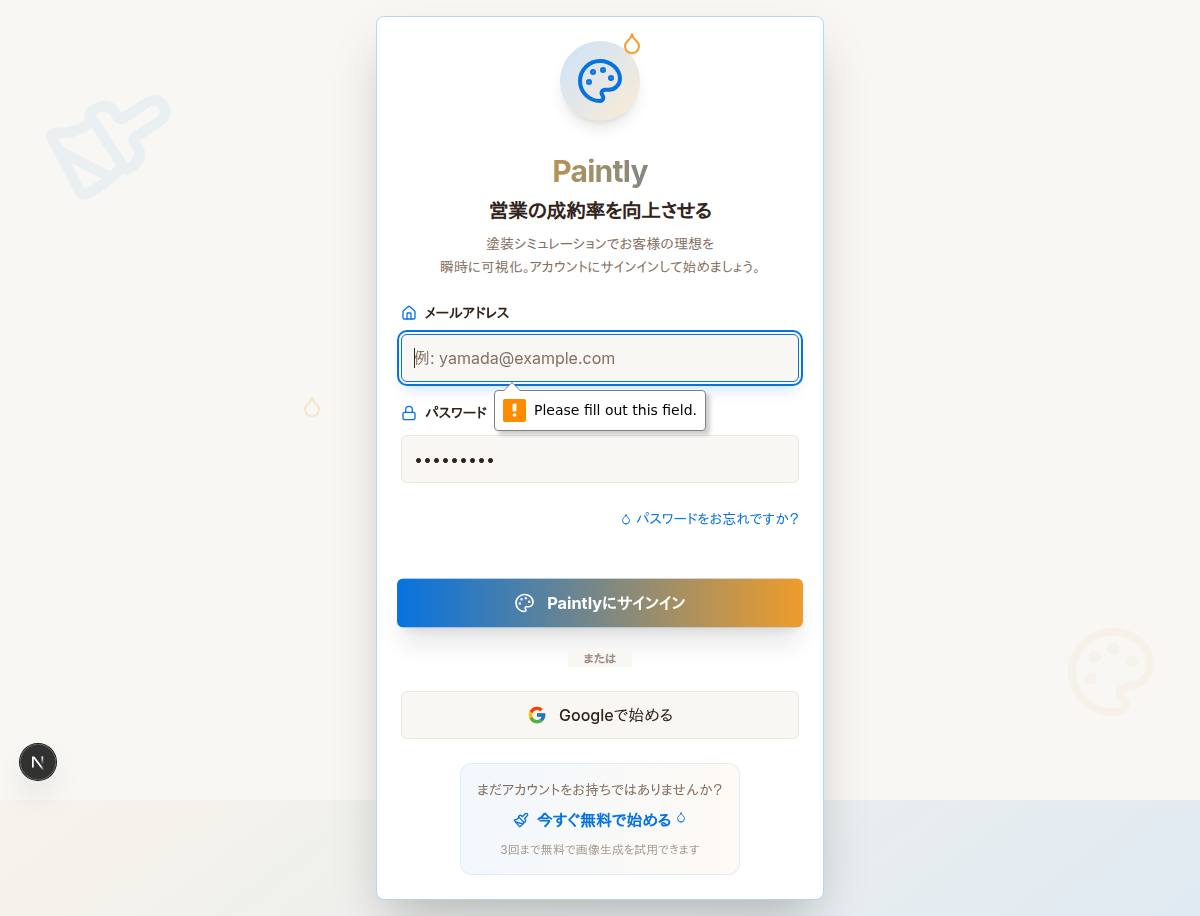 Paintly
営業の成約率を向上させる
塗装シミュレーションでお客様の理想を
瞬時に可視化。アカウントにサインインして始めましょう。
メールアドレス
例: yamada@example.com
Please fill out this field.
パスワード
•••••••••
パスワードをお忘れですか？
Paintlyにサインイン
または
Googleで始める
N
まだアカウントをお持ちではありませんか？
今すぐ無料で始める
3回まで無料で画像生成を試用できます